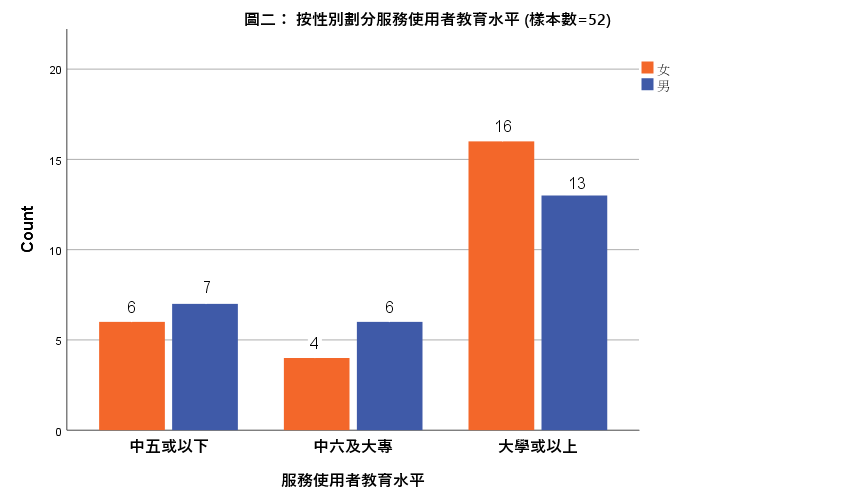 圖二： 按性別劃分服務使用者教育水平 (樣本數=52)
女
男
20
15
10
5
0
Count
6
7
4
6
16
13
中五或以下
中六及大專
大學或以上
服務使用者教育水平